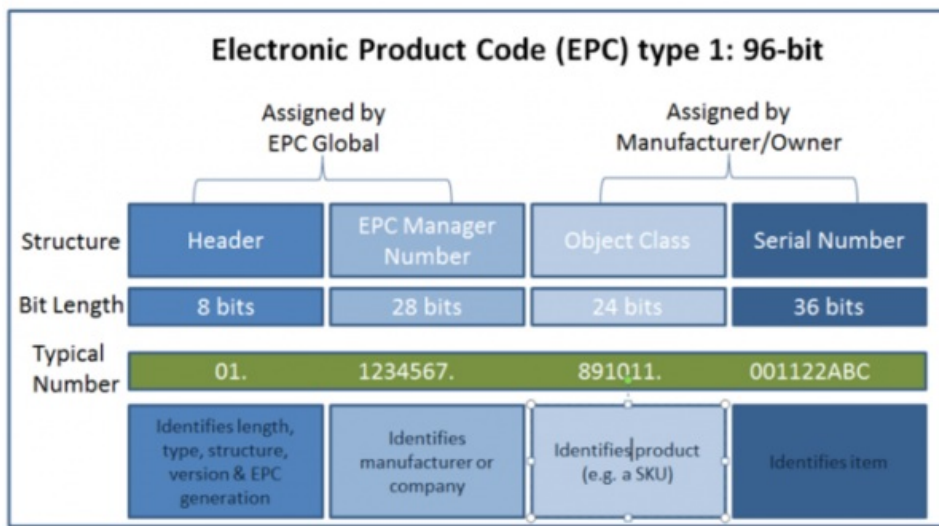 Electronic Product Code (EPC) type 1: 96-bit
Assigned by
EPC Global
Assigned by
Manufacturer/Owner
Structure
Header
EPC Manager
Number
Object Class
Serial Number
Bit Length
8 bits
28 bits
24 bits
36 bits
Typical
Number
01.
1234567.
891011.
001122ABC
Identifies length,
type, structure,
version & EPC
generation
Identifies
manufacturer or
company
Identifies product
(e.g. a SKU)
Identifies item